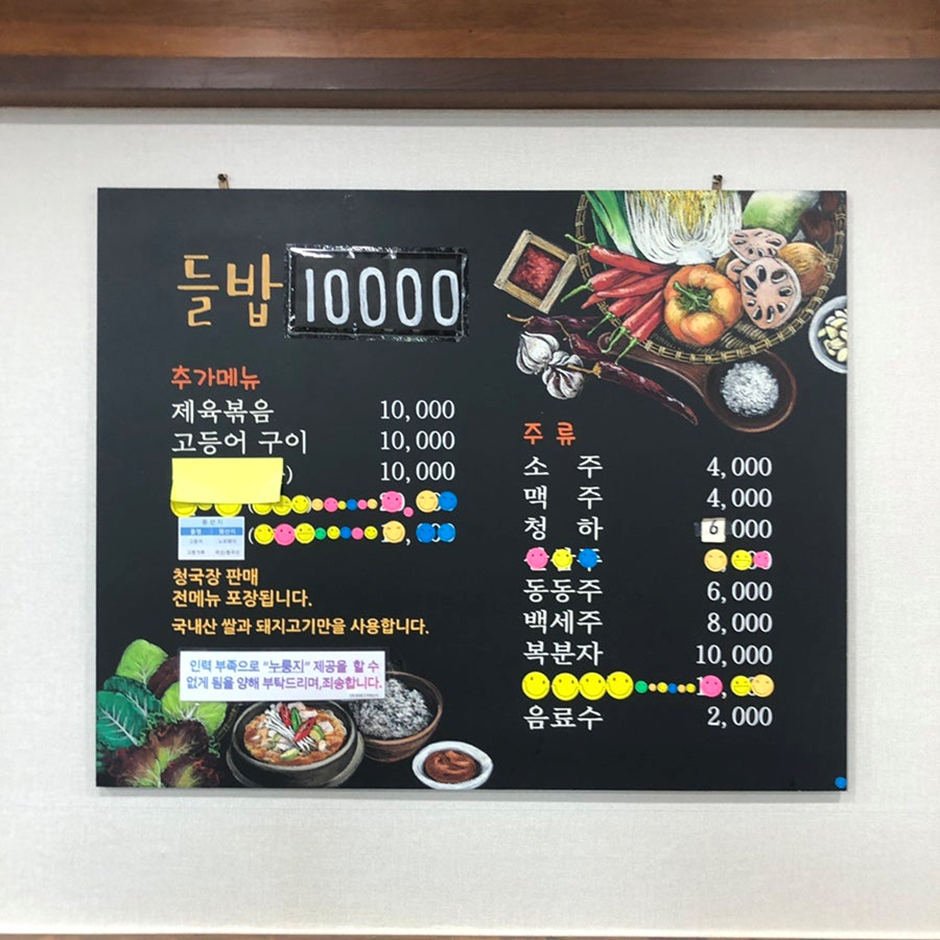 들밥 10000
추가메뉴
제육볶음 10,000
고등어 구이 10,000
) 10,000
원산지
청국장 판매
전메뉴 포장됩니다.
국내산 쌀과 돼지고기만을 사용합니다.
인력 부족으로 "누룽지" 제공을 할 수
없게 됨을 양해 부탁드리며,죄송합니다.
주 류
소 주 4,000
맥 주 4,000
청 하 6,000
동동주 6,000
백세주 8,000
복분자 10,000
음료수 2,000